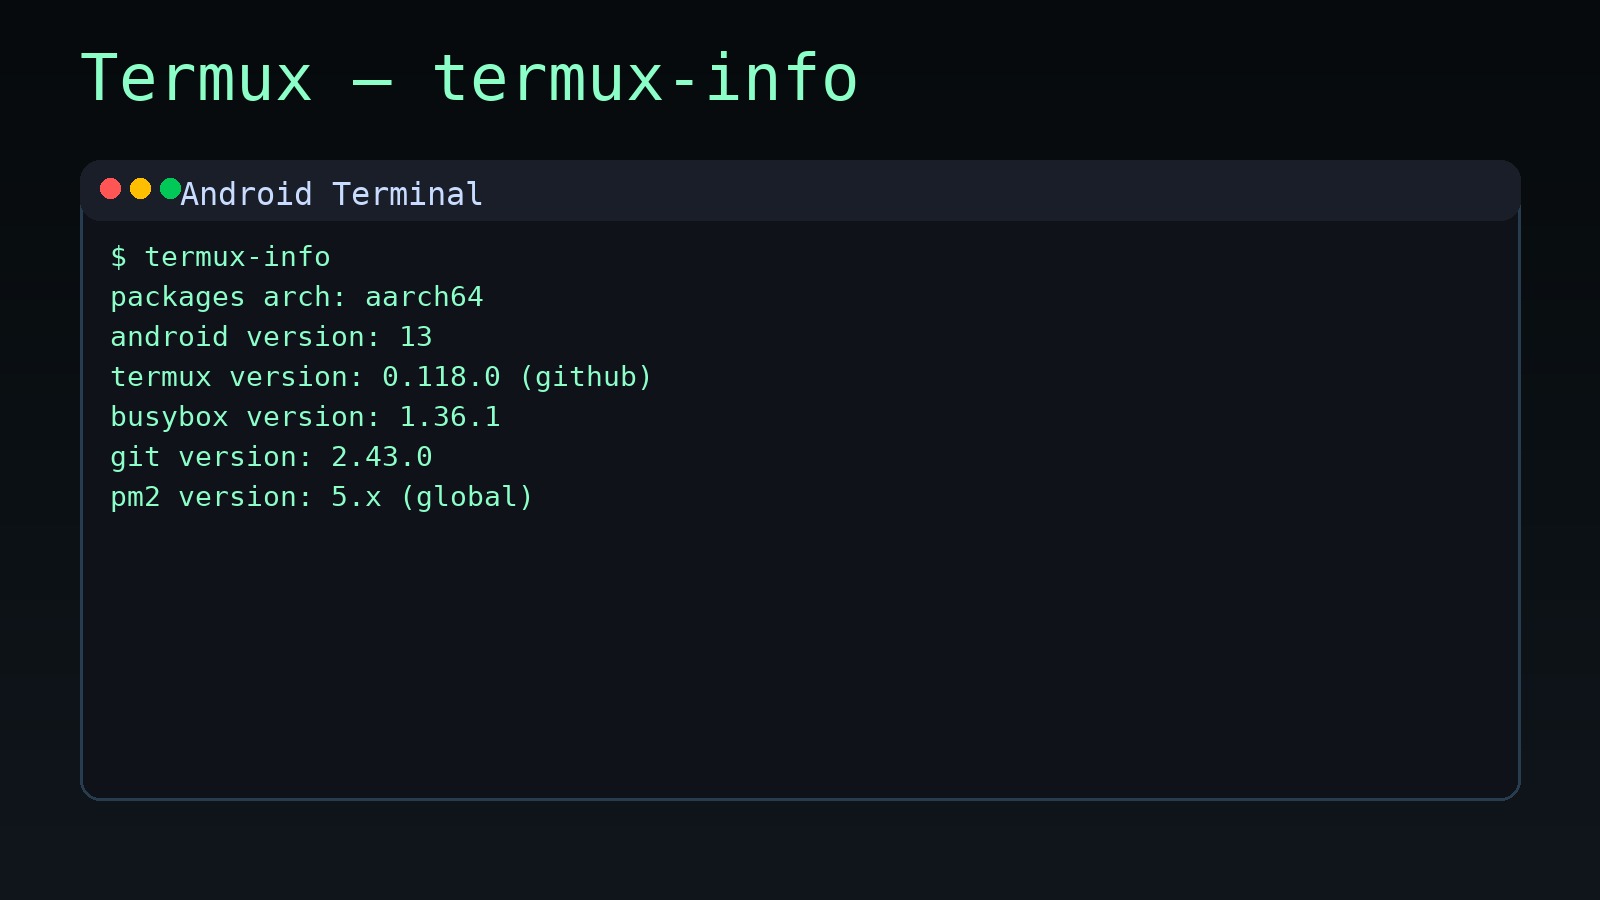 Termux — termux-info
Android Terminal
$ termux-info
packages arch: aarch64
android version: 13
termux version: 0.118.0 (github)
busybox version: 1.36.1
git version: 2.43.0
pm2 version: 5.x (global)